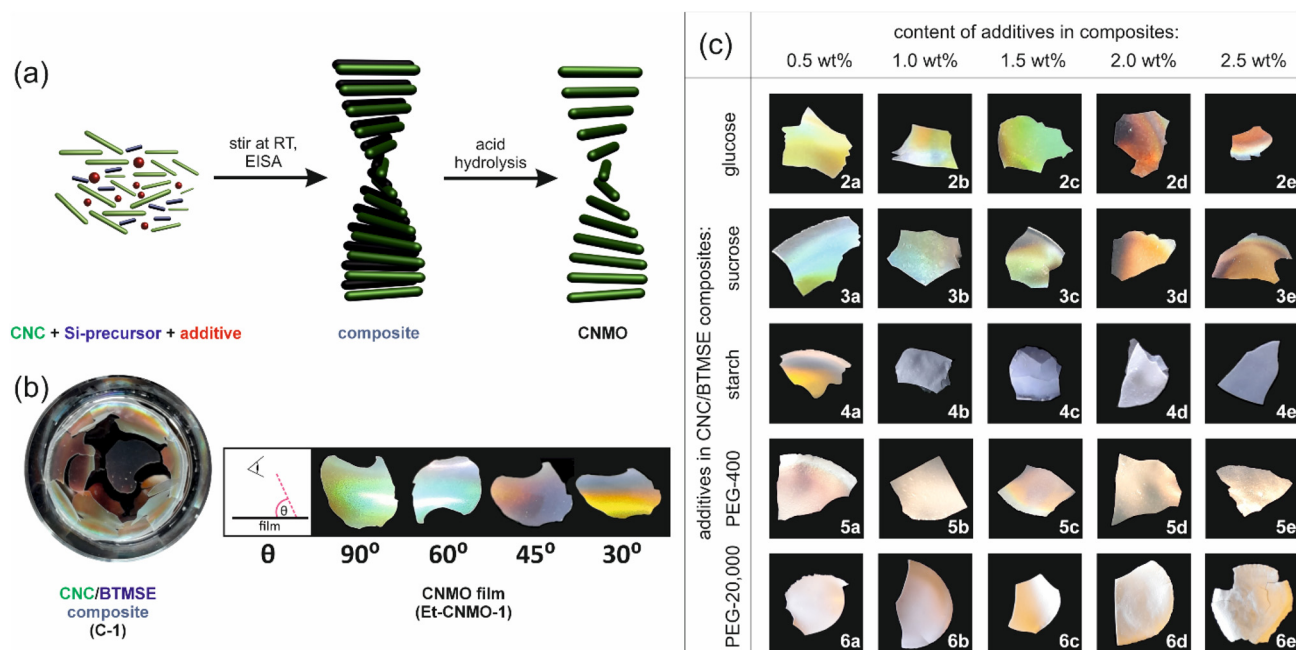 (a)
stir at RT,
EISA
acid
hydrolysis
CNC + Si-precursor + additive
composite
CNMO
(b)
CNC/BTMSE
composite
(C-1)
θ
film
θ
90⁰
60⁰
45⁰
30⁰
CNMO film
(Et-CNMO-1)
(c)
content of additives in composites:
0.5 wt%
1.0 wt%
1.5 wt%
2.0 wt%
2.5 wt%
additives in CNC/BTMSE composites:
glucose
2a
2b
2c
2d
2e
sucrose
3a
3b
3c
3d
3e
starch
4a
4b
4c
4d
4e
PEG-400
5a
5b
5c
5d
5e
PEG-20,000
6a
6b
6c
6d
6e